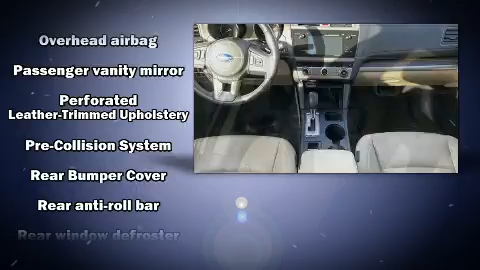 Overhead airbag
Passenger vanity mirror
Perforated
Leather-Trimmed Upholstery
Pre-Collision System
Rear Bumper Cover
Rear anti-roll bar
Rear window defroster